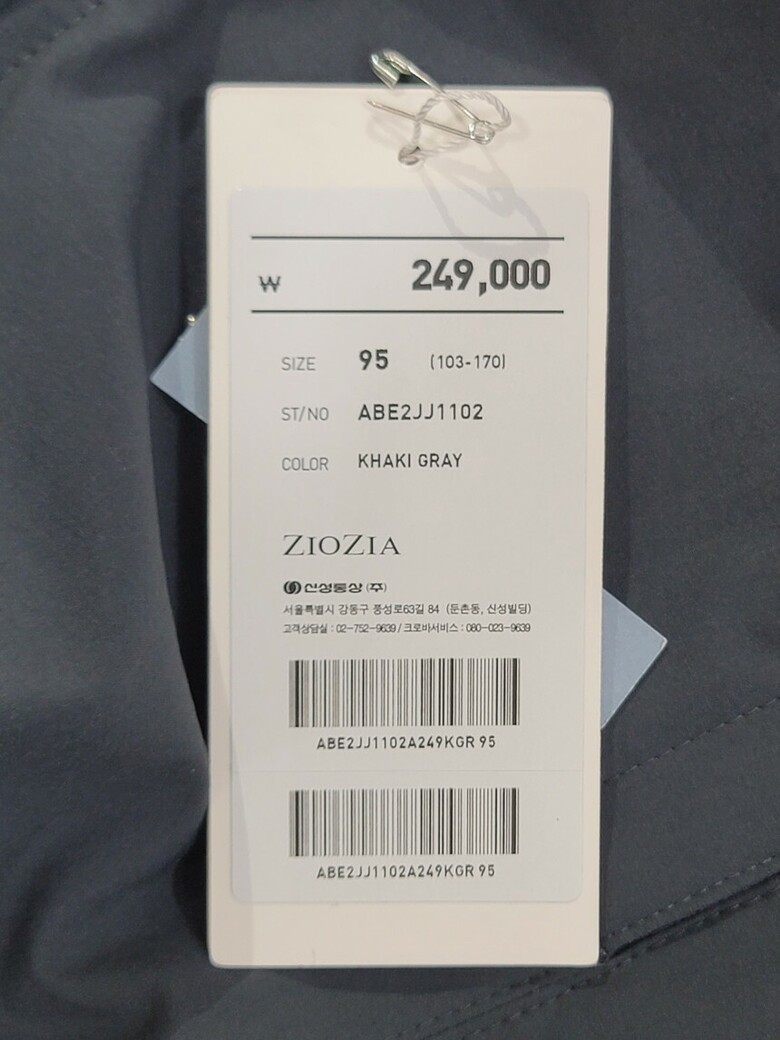 ₩ 249,000
SIZE 95 (103-170)
ST/NO ABE2JJ1102
COLOR KHAKI GRAY
ZIOZIA
신성통상(주)
서울특별시 강동구 풍성로63길 84 (둔촌동, 신성빌딩)
고객상담실 : 02-752-9639 / 크로바서비스 : 080-023-9639
ABE2JJ1102A249KGR 95
ABE2JJ1102A249KGR 95